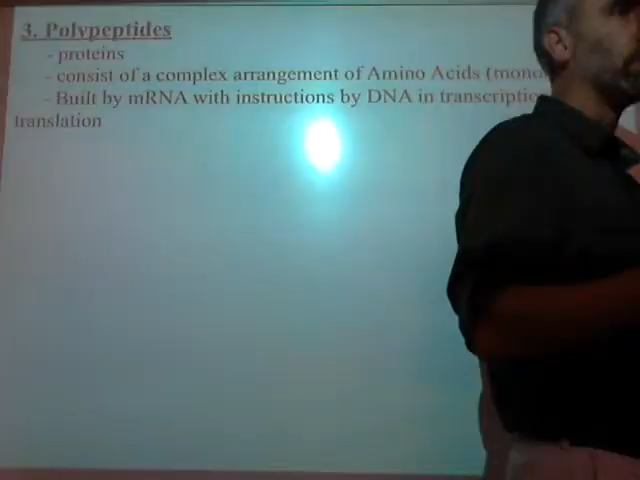 3. Polypeptides
- proteins
- consist of a complex arrangement of Amino Acids (mono
- Built by mRNA with instructions by DNA in transcriptio
translation